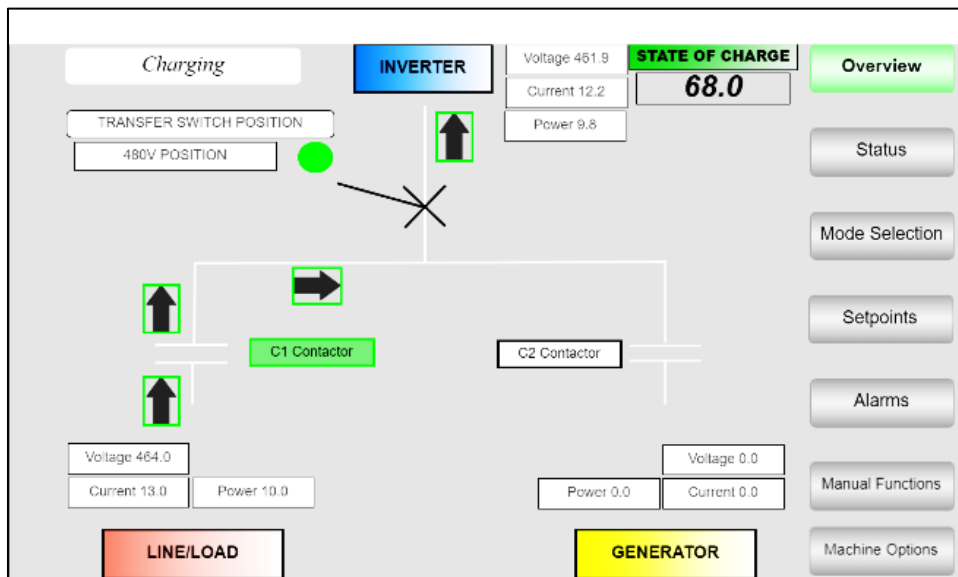 Charging
INVERTER
Voltage 461.9
Current 12.2
Power 9.8
STATE OF CHARGE
68.0
TRANSFER SWITCH POSITION
480V POSITION
C1 Contactor
C2 Contactor
Voltage 464.0
Current 13.0
Power 10.0
LINE/LOAD
Voltage 0.0
Power 0.0
Current 0.0
GENERATOR
Overview
Status
Mode Selection
Setpoints
Alarms
Manual Functions
Machine Options